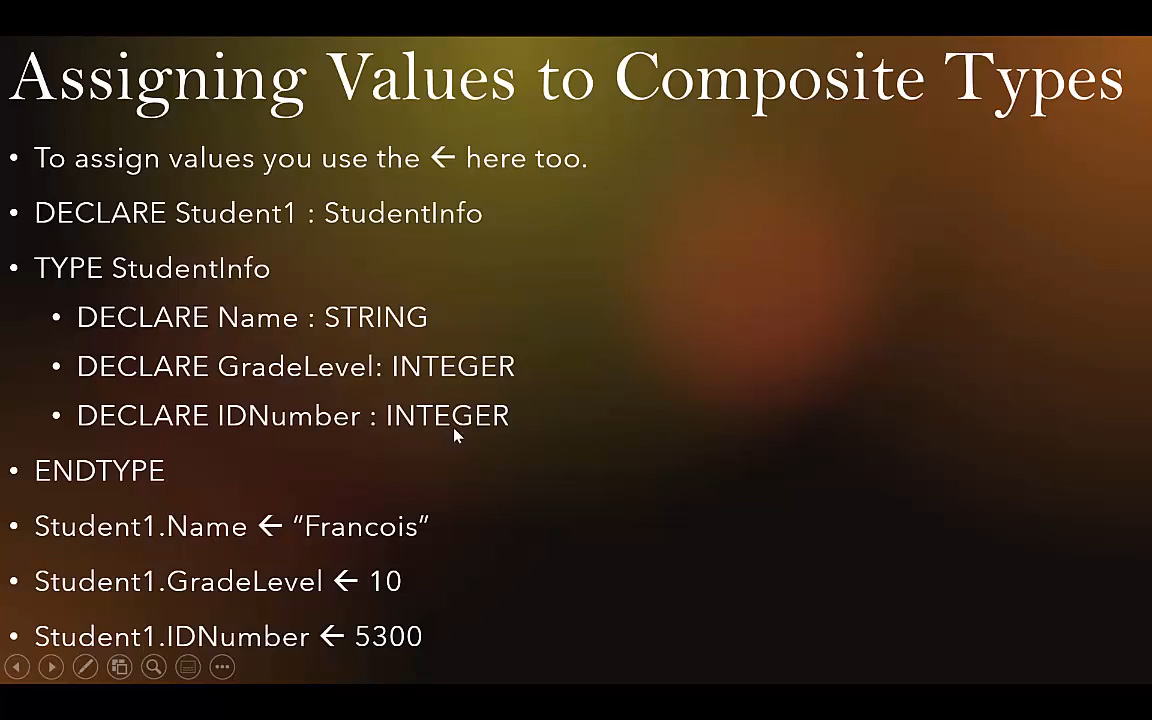 Assigning Values to Composite Types
• To assign values you use the ← here too.
• DECLARE Student1 : StudentInfo
• TYPE StudentInfo
• DECLARE Name : STRING
• DECLARE GradeLevel: INTEGER
• DECLARE IDNumber : INTEGER
• ENDTYPE
• Student1.Name ← “Francois”
• Student1.GradeLevel ← 10
• Student1.IDNumber ← 5300